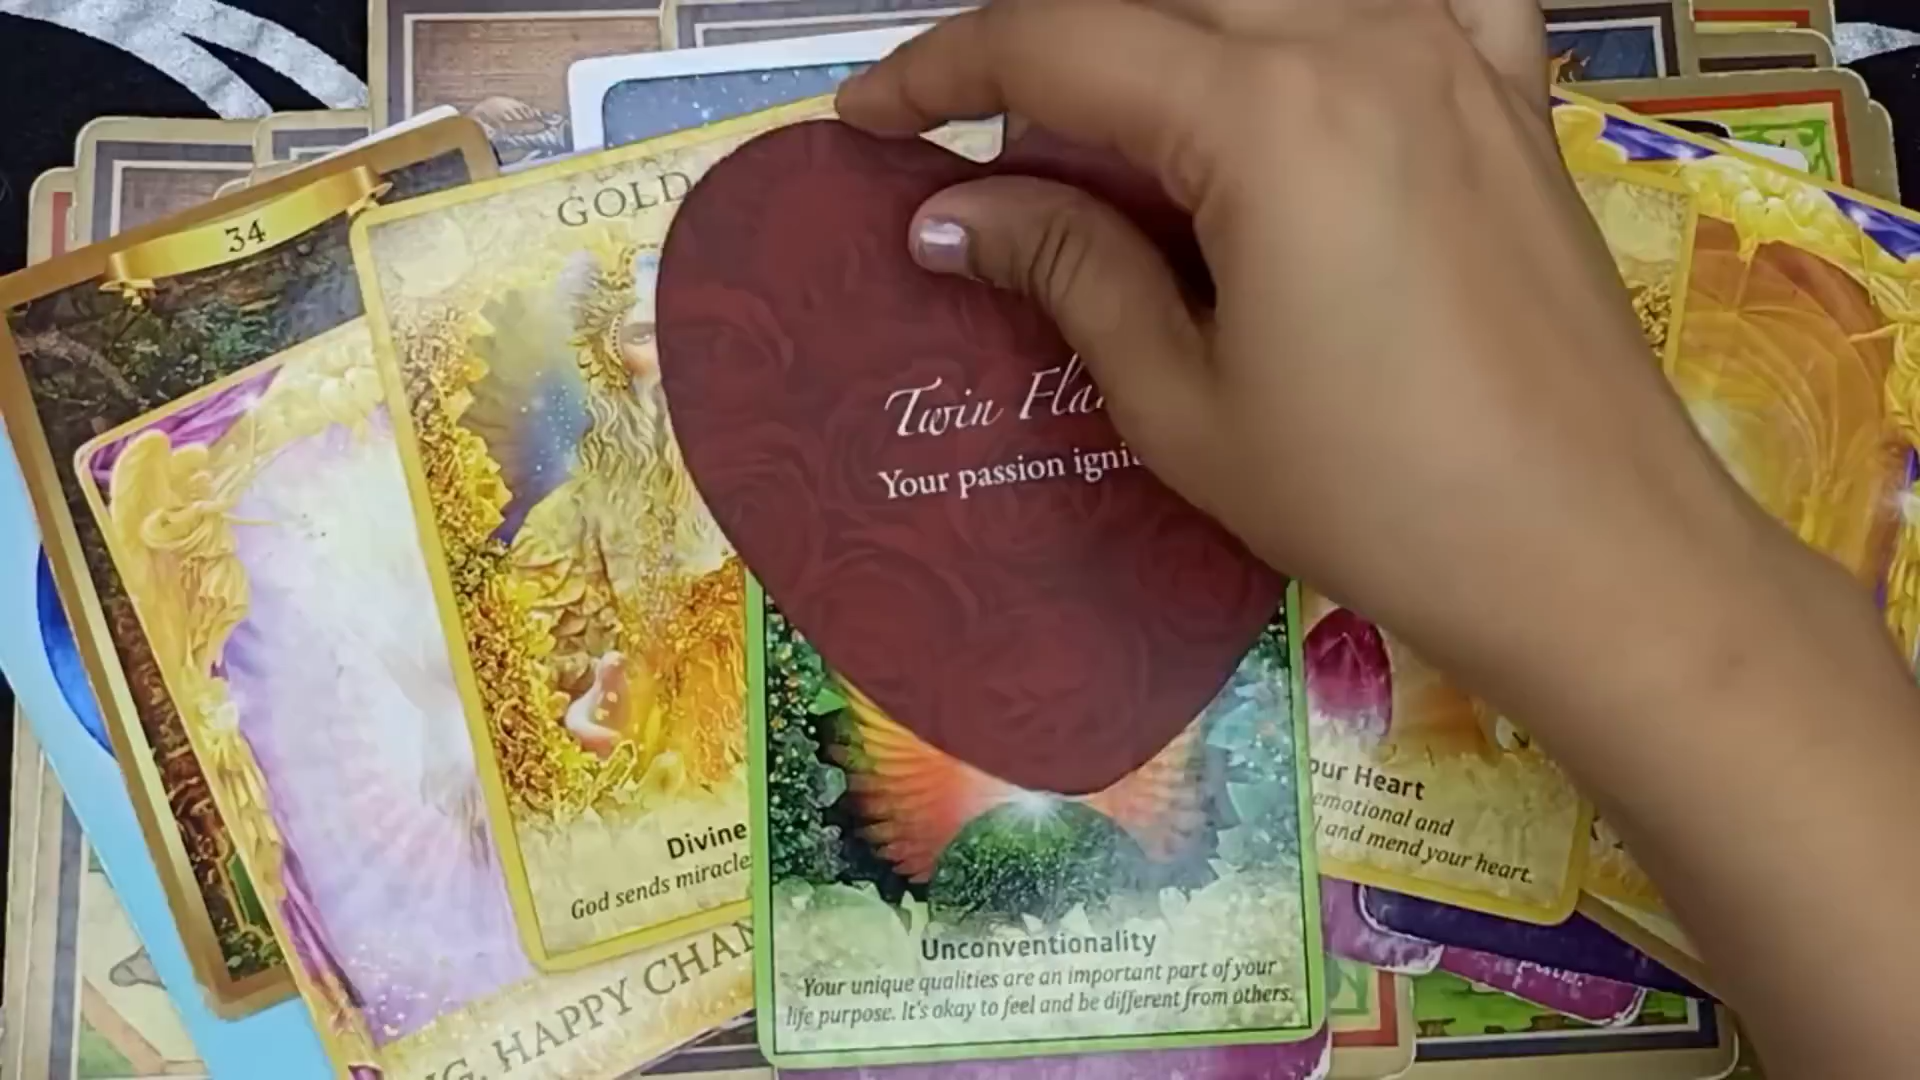 34
GOLD
Twin Fla
Your passion igni
Divine
God sends miracle
Unconventionality
Your unique qualities are an important part of your
life purpose. It's okay to feel and be different from others.
our Heart
emotional and
and mend your heart.
G, HAPPY CHAN